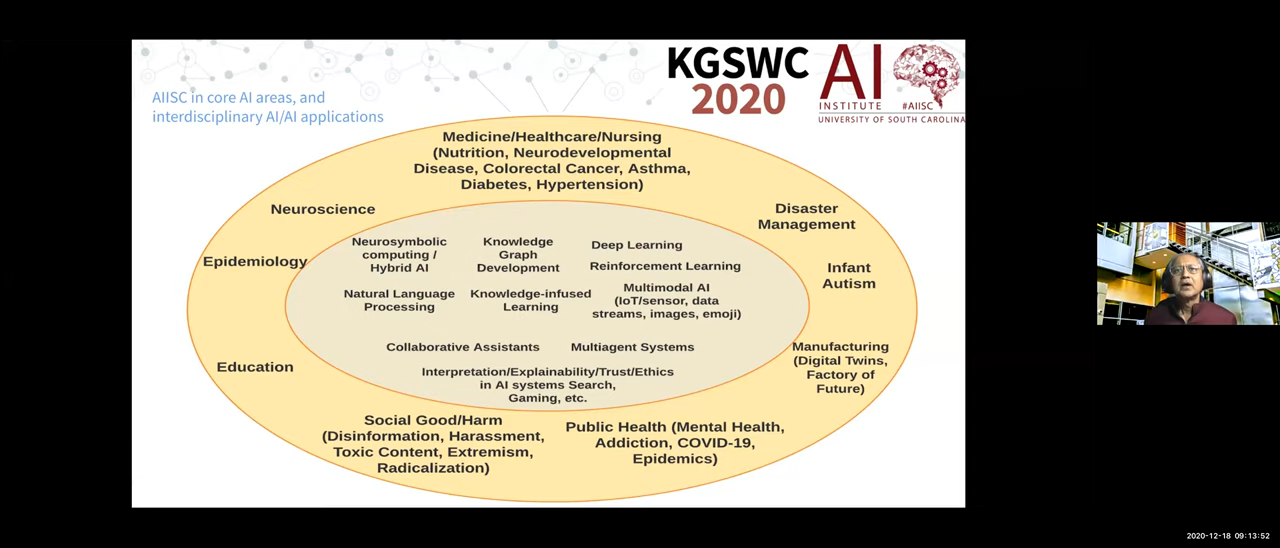 KGSWC
2020
AI
INSTITUTE #AIISC
UNIVERSITY OF SOUTH CAROLINA
AIISC in core AI areas, and
interdisciplinary AI/AI applications
Medicine/Healthcare/Nursing
(Nutrition, Neurodevelopmental
Disease, Colorectal Cancer, Asthma,
Diabetes, Hypertension)
Neuroscience
Disaster
Management
Epidemiology
Infant
Autism
Neurosymbolic
computing /
Hybrid AI
Knowledge
Graph
Development
Deep Learning
Reinforcement Learning
Natural Language
Processing
Knowledge-infused
Learning
Multimodal AI
(IoT/sensor, data
streams, images, emoji)
Collaborative Assistants
Multiagent Systems
Interpretation/Explainability/Trust/Ethics
in AI systems Search,
Gaming, etc.
Education
Manufacturing
(Digital Twins,
Factory of
Future)
Social Good/Harm
(Disinformation, Harassment,
Toxic Content, Extremism,
Radicalization)
Public Health (Mental Health,
Addiction, COVID-19,
Epidemics)
2020-12-18 09:13:52